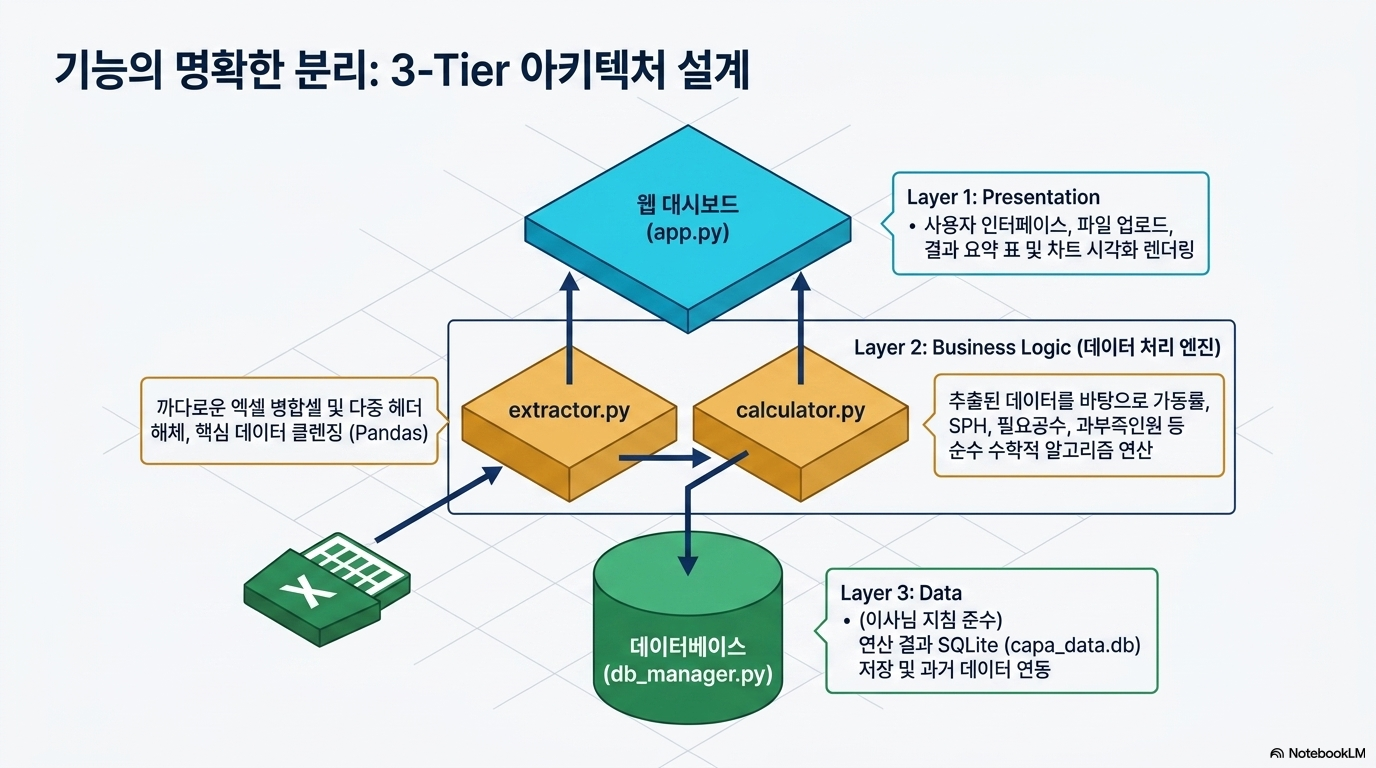 기능의 명확한 분리: 3-Tier 아키텍처 설계
웹 대시보드
(app.py)
Layer 1: Presentation
• 사용자 인터페이스, 파일 업로드,
결과 요약 표 및 차트 시각화 렌더링
Layer 2: Business Logic (데이터 처리 엔진)
까다로운 엑셀 병합셀 및 다중 헤더
해체, 핵심 데이터 클렌징 (Pandas)
extractor.py
calculator.py
추출된 데이터를 바탕으로 가동률,
SPH, 필요공수, 과부족인원 등
순수 수학적 알고리즘 연산
X
데이터베이스
(db_manager.py)
Layer 3: Data
• (이사님 지침 준수)
연산 결과 SQLite (capa_data.db)
저장 및 과거 데이터 연동
NotebookLM